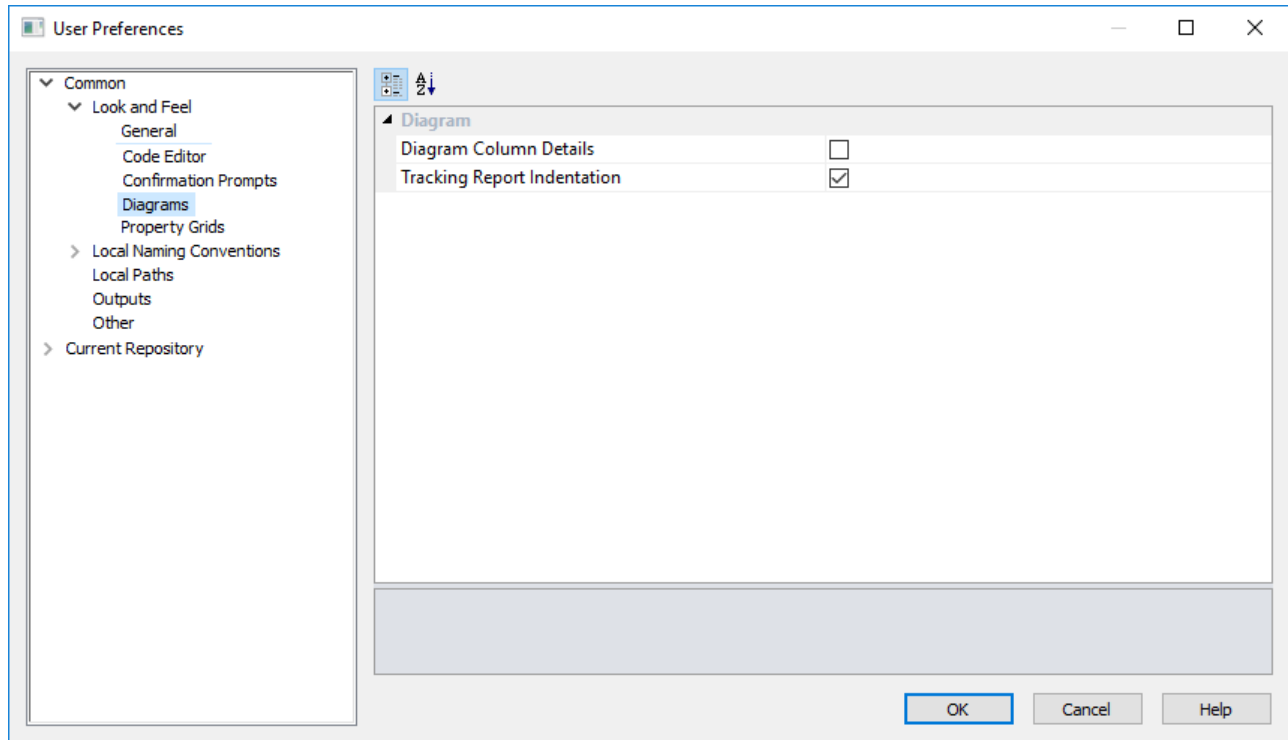 User Preferences
Common
Look and Feel
General
Code Editor
Confirmation Prompts
Diagrams
Property Grids
Local Naming Conventions
Local Paths
Outputs
Other
Current Repository
A
Z
Diagram
Diagram Column Details
Tracking Report Indentation
OK Cancel Help